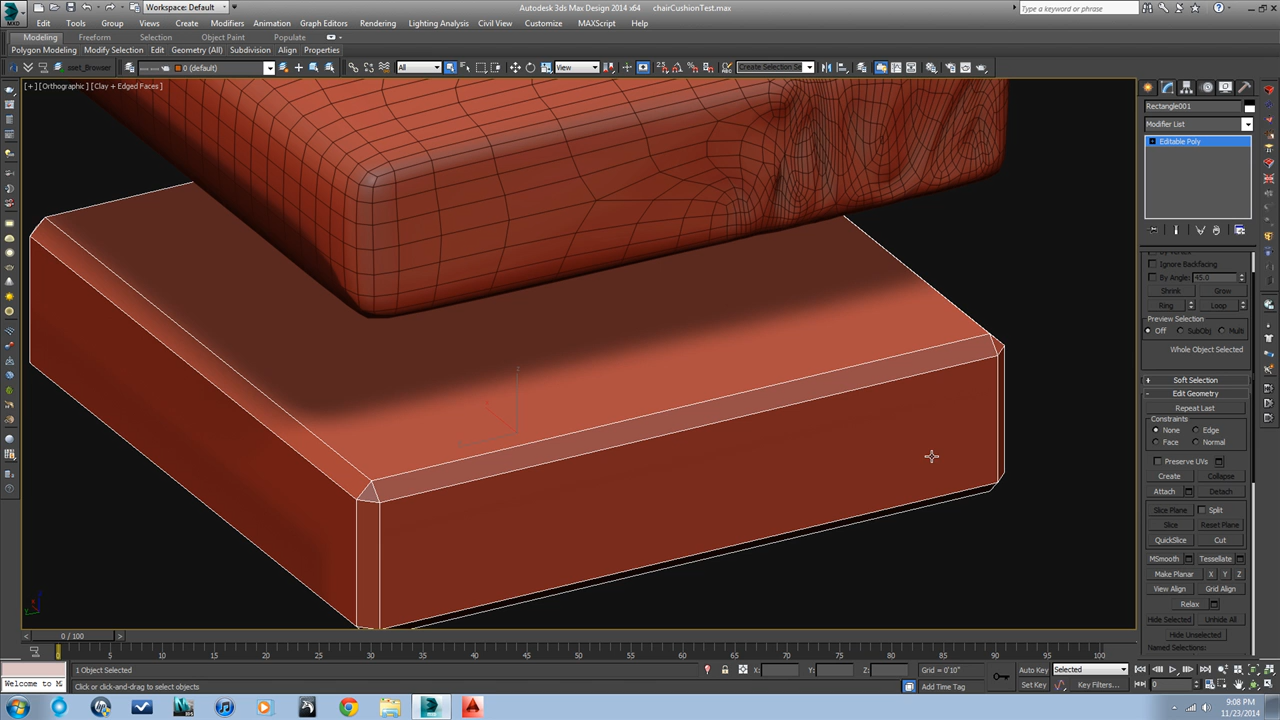 Workspace: Default
Autodesk 3ds Max Design 2014 x64 chairCushionTest.max
Type a keyword or phrase
MXD
Edit Tools Group Views Create Modifiers Animation Graph Editors Rendering Lighting Analysis Civil View Customize MAXScript Help
Modeling Freeform Selection Object Paint Populate
Polygon Modeling Modify Selection Edit Geometry (All) Subdivision Align Properties
0 (default) All View Create Selection Se
[+] [Orthographic] [Clay + Edged Faces]
Rectangle001
Modifier List
Editable Poly
Ignore Backfacing
By Angle: 45.0
Shrink Grow
Ring Loop
Preview Selection
Off SubObj Multi
Whole Object Selected
+ Soft Selection
- Edit Geometry
Repeat Last
Constraints
None Edge
Face Normal
Preserve UVs
Create Collapse
Attach Detach
Slice Plane Split
Slice Reset Plane
QuickSlice Cut
MSmooth Tessellate
Make Planar X Y Z
View Align Grid Align
Relax
Hide Selected Unhide All
Hide Unselected
Named Selections:
z
0 / 100
0 5 10 15 20 25 30 35 40 45 50 55 60 65 70 75 80 85 90 95 100
1 Object Selected X: Y: Z: Grid = 0'10" Auto Key Selected
Welcome to M Click or click-and-drag to select objects Add Time Tag Set Key Key Filters... 0
9:08 PM
11/23/2014